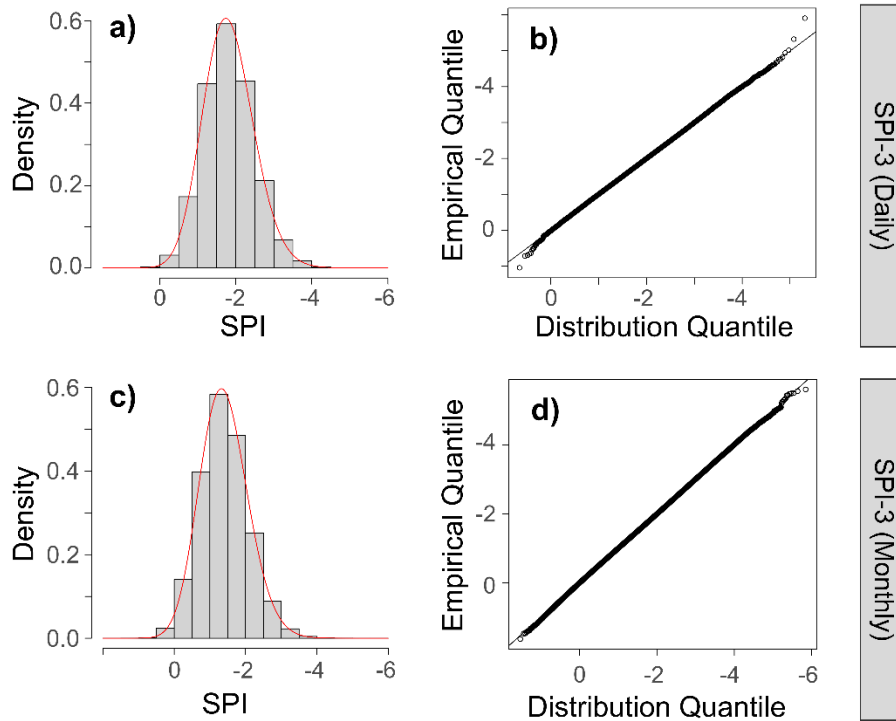 a)
Density
0.6
0.4
0.2
0.0
0
-2
-4
-6
SPI
b)
Empirical Quantile
-4
-2
0
0
-2
-4
Distribution Quantile
SPI-3 (Daily)
c)
Density
0.6
0.4
0.2
0.0
0
-2
-4
-6
SPI
d)
Empirical Quantile
-4
-2
0
0
-2
-4
-6
Distribution Quantile
SPI-3 (Monthly)